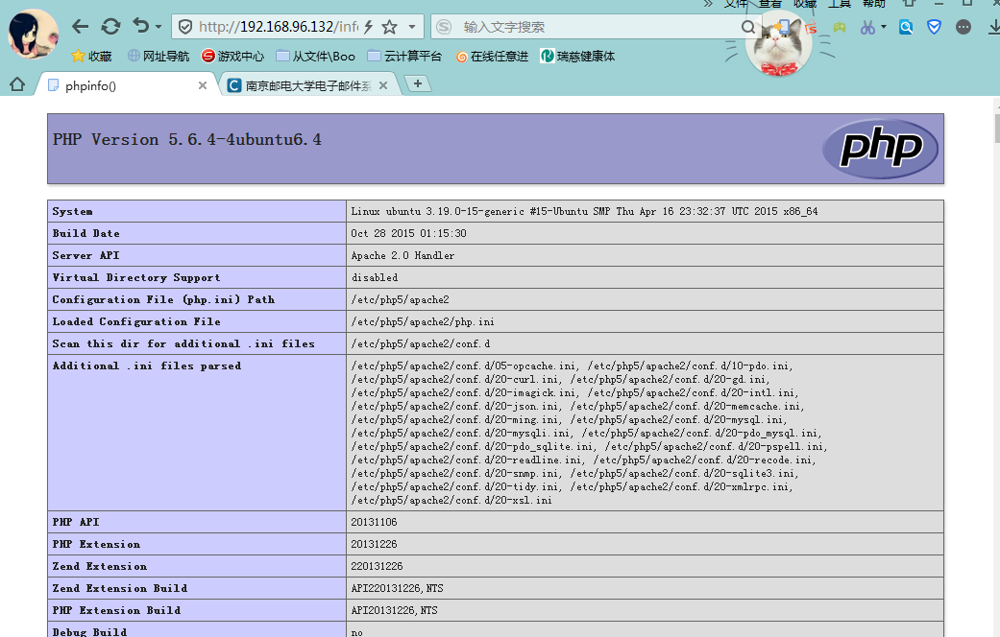 » 文件 查看 收藏 工具 帮助
http://192.168.96.132/info
输入文字搜索
收藏 网址导航 游戏中心 从文件\Boo 云计算平台 在线任意进 瑞慈健康体
phpinfo() 南京邮电大学电子邮件系
PHP Version 5.6.4-4ubuntu6.4
php
System Linux ubuntu 3.19.0-15-generic #15-Ubuntu SMP Thu Apr 16 23:32:37 UTC 2015 x86_64
Build Date Oct 28 2015 01:15:30
Server API Apache 2.0 Handler
Virtual Directory Support disabled
Configuration File (php.ini) Path /etc/php5/apache2
Loaded Configuration File /etc/php5/apache2/php.ini
Scan this dir for additional .ini files /etc/php5/apache2/conf.d
Additional .ini files parsed /etc/php5/apache2/conf.d/05-opcache.ini, /etc/php5/apache2/conf.d/10-pdo.ini,
/etc/php5/apache2/conf.d/20-curl.ini, /etc/php5/apache2/conf.d/20-gd.ini,
/etc/php5/apache2/conf.d/20-imagick.ini, /etc/php5/apache2/conf.d/20-intl.ini,
/etc/php5/apache2/conf.d/20-json.ini, /etc/php5/apache2/conf.d/20-memcache.ini,
/etc/php5/apache2/conf.d/20-ming.ini, /etc/php5/apache2/conf.d/20-mysql.ini,
/etc/php5/apache2/conf.d/20-mysqli.ini, /etc/php5/apache2/conf.d/20-pdo_mysql.ini,
/etc/php5/apache2/conf.d/20-pdo_sqlite.ini, /etc/php5/apache2/conf.d/20-pspell.ini,
/etc/php5/apache2/conf.d/20-readline.ini, /etc/php5/apache2/conf.d/20-recode.ini,
/etc/php5/apache2/conf.d/20-snmp.ini, /etc/php5/apache2/conf.d/20-sqlite3.ini,
/etc/php5/apache2/conf.d/20-tidy.ini, /etc/php5/apache2/conf.d/20-xmlrpc.ini,
/etc/php5/apache2/conf.d/20-xsl.ini
PHP API 20131106
PHP Extension 20131226
Zend Extension 220131226
Zend Extension Build API220131226,NTS
PHP Extension Build API20131226,NTS
Debug Build no